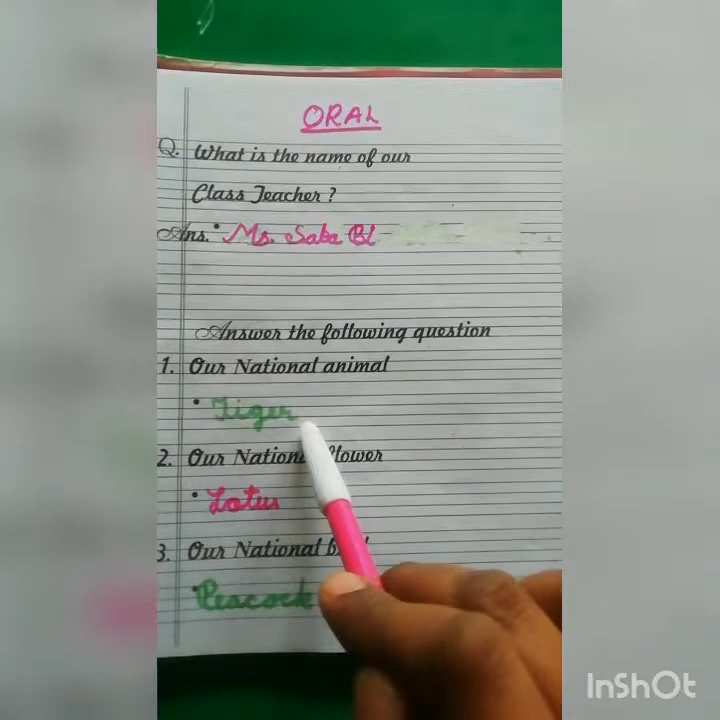 ORAL
Q. What is the name of our
Class Teacher ?
Ans. Ms. Saba
Answer the following question
1. Our National animal
• Tiger
2. Our National flower
• Lotus
3. Our National
• Peacock
InShOt